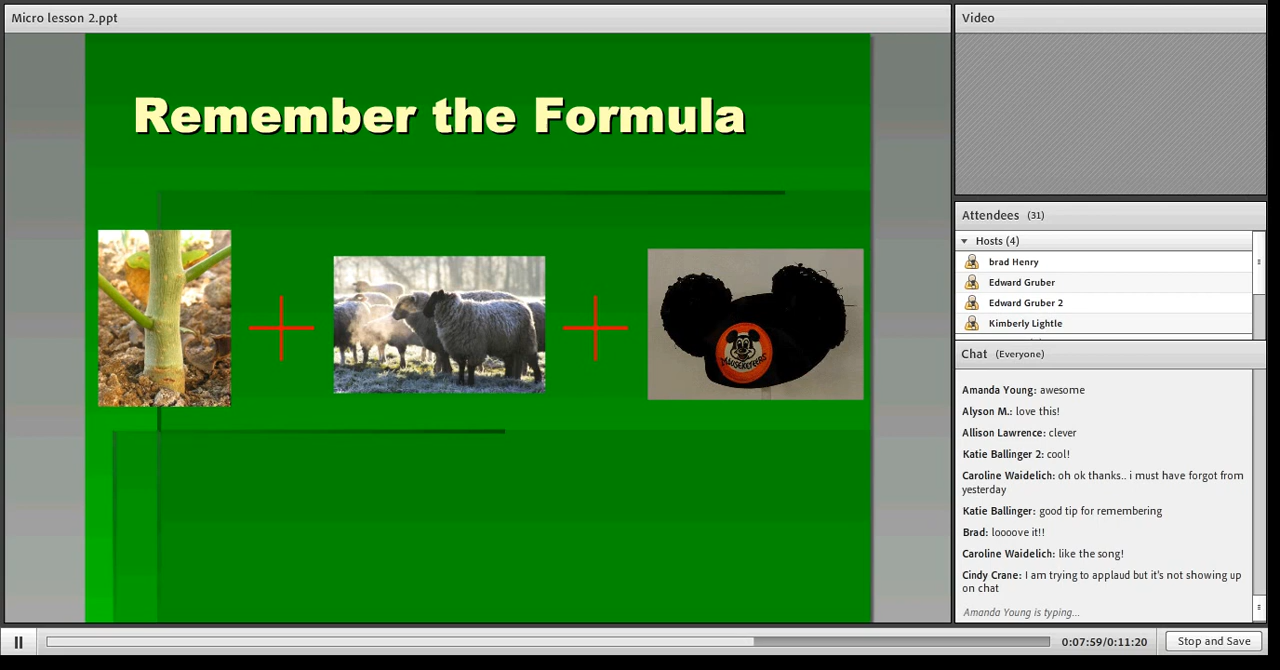 Micro lesson 2.ppt
Remember the Formula
MOUSEKETEERS
Video
Attendees (31)
Hosts (4)
brad Henry
Edward Gruber
Edward Gruber 2
Kimberly Lightle
Chat (Everyone)
Amanda Young: awesome
Alyson M.: love this!
Allison Lawrence: clever
Katie Ballinger 2: cool!
Caroline Waidelich: oh ok thanks.. i must have forgot from
yesterday
Katie Ballinger: good tip for remembering
Brad: loooove it!!
Caroline Waidelich: like the song!
Cindy Crane: I am trying to applaud but it's not showing up
on chat
Amanda Young is typing...
0:07:59/0:11:20
Stop and Save